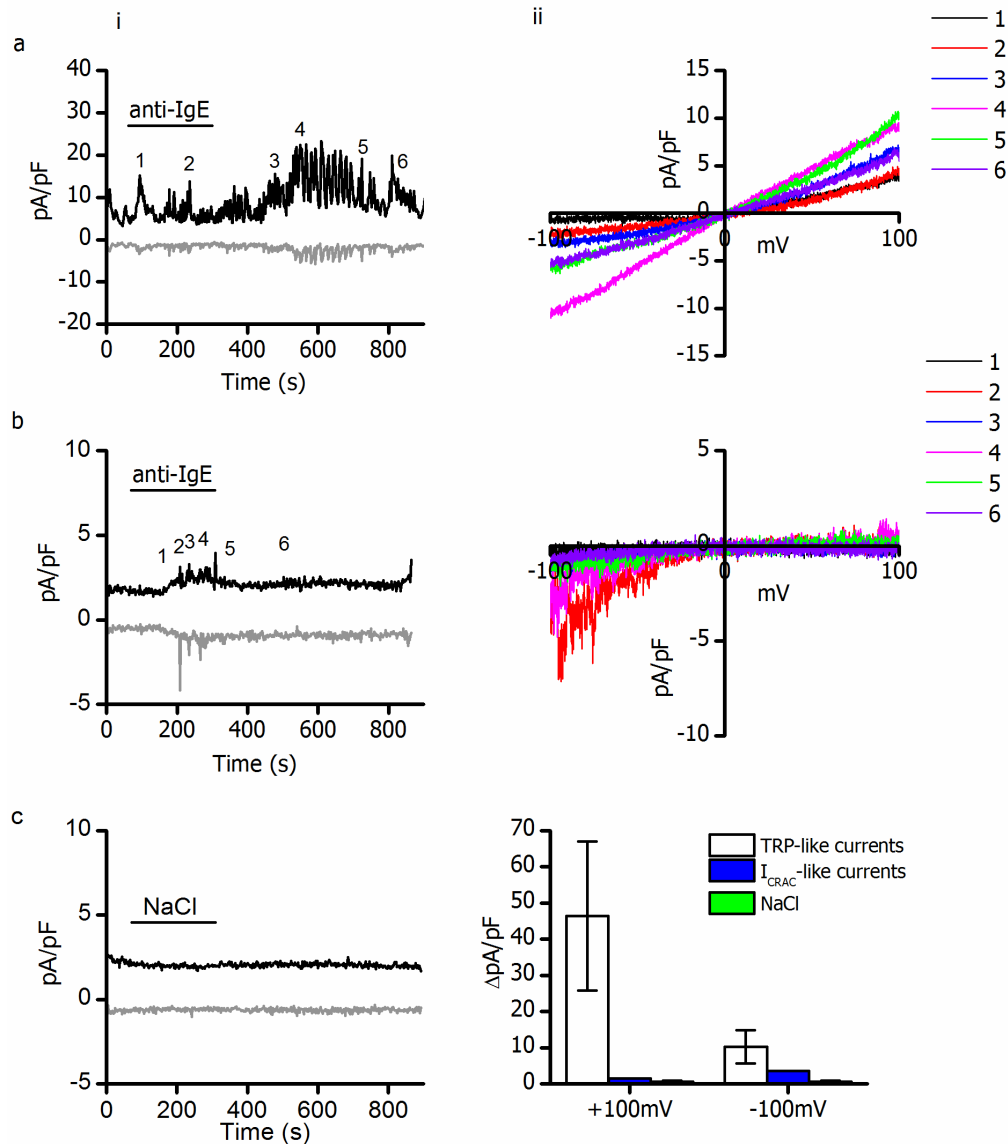 i
ii
a
40
30
20
10
0
-10
-20
pA/pF
anti-IgE
1
2
3
4
5
6
0 200 400 600 800
Time (s)
15
10
5
0
-5
-10
-15
pA/pF
-100
0
100
mV
1
2
3
4
5
6
b
10
5
0
-5
pA/pF
anti-IgE
1
2
3
4
5
6
0 200 400 600 800
Time (s)
5
0
-5
-10
pA/pF
-100
0
100
mV
1
2
3
4
5
6
c
10
5
0
-5
pA/pF
NaCl
0 200 400 600 800
Time (s)
70
60
50
40
30
20
10
0
ΔpA/pF
TRP-like currents
ICRAC-like currents
NaCl
+100mV
-100mV